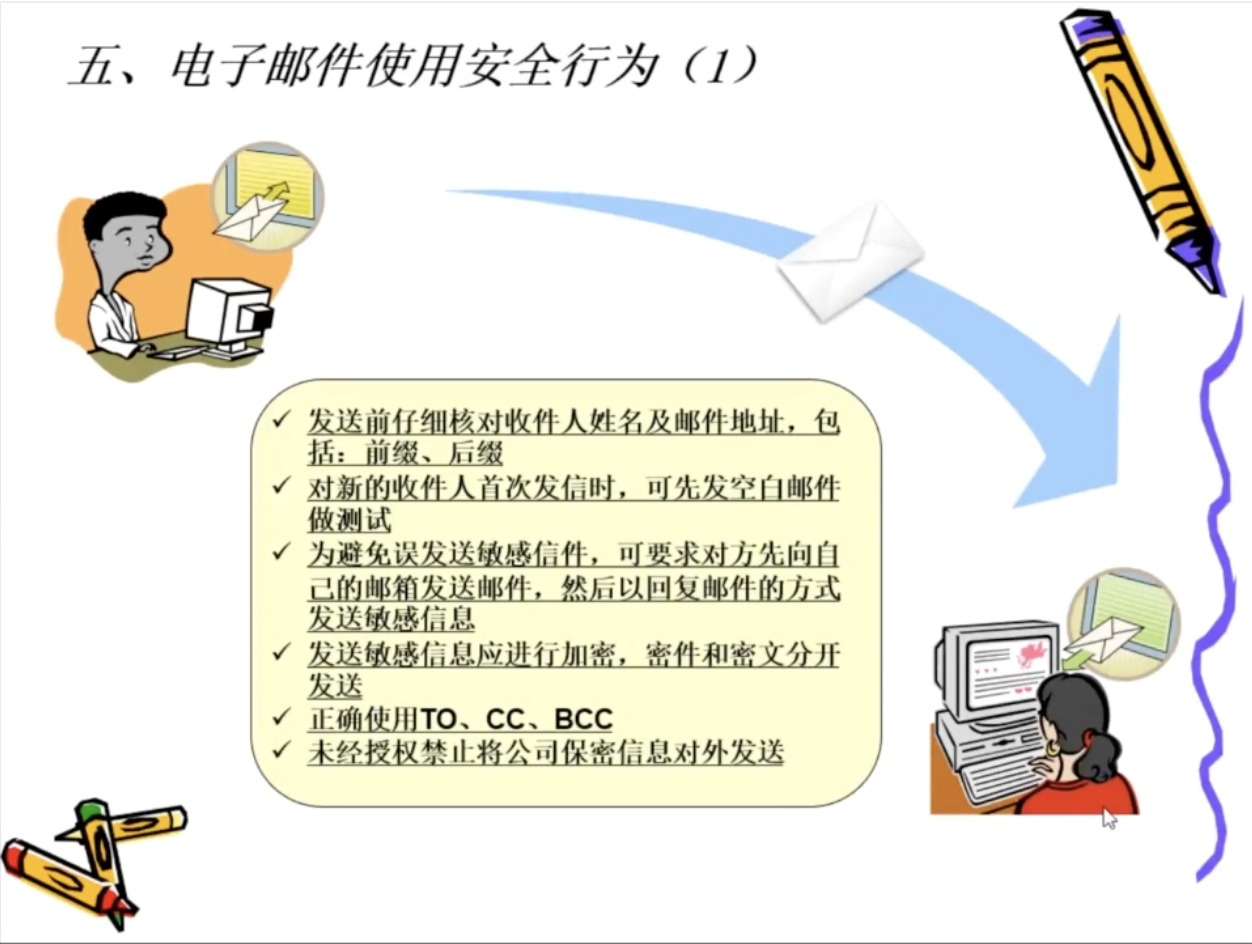 五、电子邮件使用安全行为（1）
✓ 发送前仔细核对收件人姓名及邮件地址，包
括：前缀、后缀
✓ 对新的收件人首次发信时，可先发空白邮件
做测试
✓ 为避免误发送敏感信件，可要求对方先向自
己的邮箱发送邮件，然后以回复邮件的方式
发送敏感信息
✓ 发送敏感信息应进行加密，密件和密文分开
发送
✓ 正确使用TO、CC、BCC
✓ 未经授权禁止将公司保密信息对外发送